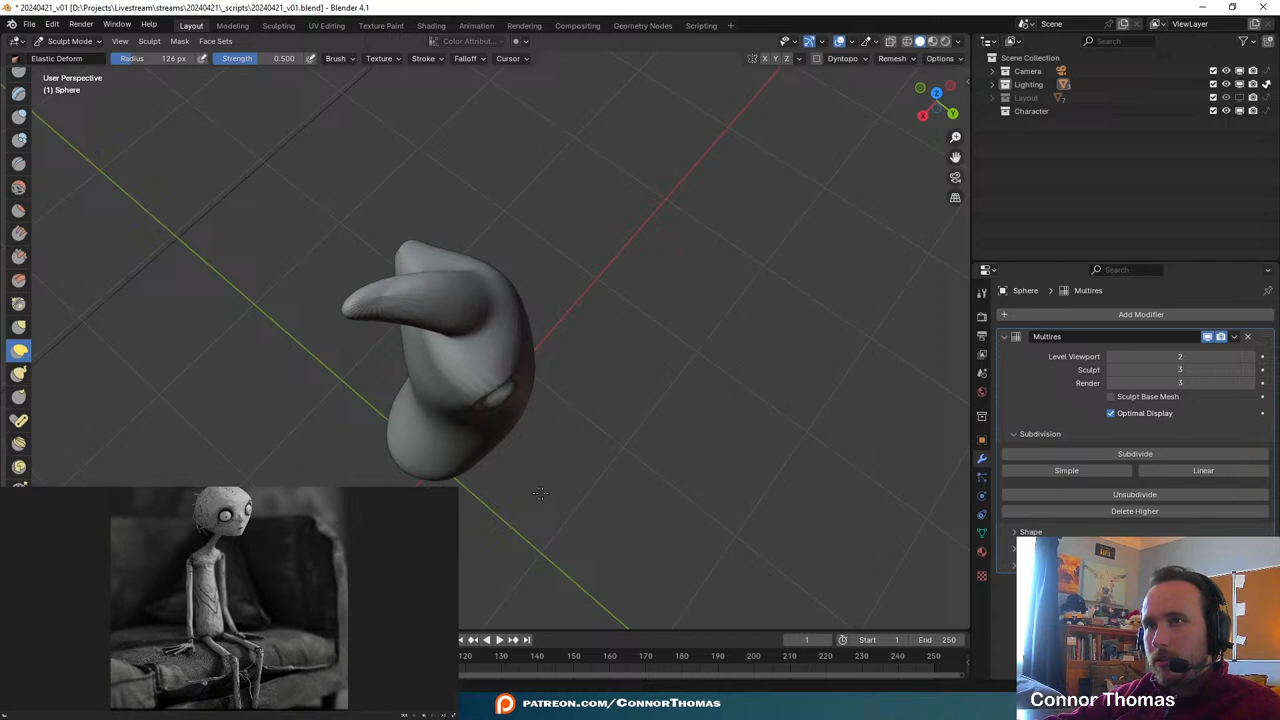 * 20240421_v01 [D:\Projects\Livestream\streams\20240421\_scripts\20240421_v01.blend] - Blender 4.1
File Edit Render Window Help Layout Modeling Sculpting UV Editing Texture Paint Shading Animation Rendering Compositing Geometry Nodes Scripting Scene ViewLayer
Sculpt Mode View Sculpt Mask Face Sets Color Attribut... Search
Elastic Deform Radius 126 px Strength 0.500 Brush Texture Stroke Falloff Cursor X Y Z Dyntopo Remesh Options
User Perspective
(1) Sphere
Z
X
Y
Scene Collection
Camera
Lighting
Layout 7
Character
Search
Sphere > Multires
Add Modifier
Multires
Level Viewport 2
Sculpt 3
Render 3
Sculpt Base Mesh
Optimal Display
Subdivision
Subdivide
Simple Linear
Unsubdivide
Delete Higher
Shape
1 Start 1 End 250
120 130 140 150 160 170 180 190 200 210 220 230 240 250
PATREON.COM/CONNORTHOMAS
Connor Thomas